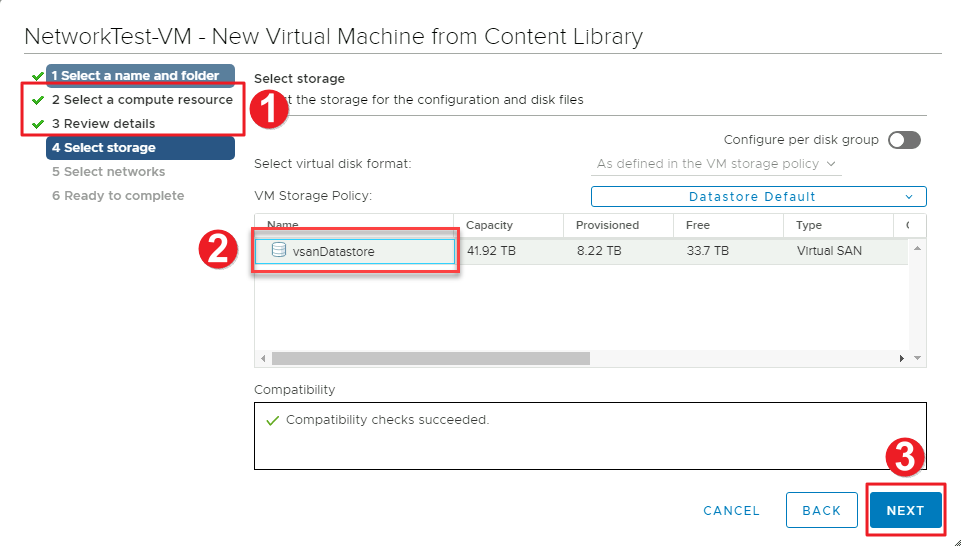 NetworkTest-VM - New Virtual Machine from Content Library
1 Select a name and folder
2 Select a compute resource
3 Review details
4 Select storage
5 Select networks
6 Ready to complete
1
Select storage
the storage for the configuration and disk files
Configure per disk group
Select virtual disk format:
As defined in the VM storage policy
VM Storage Policy:
Datastore Default
Name Capacity Provisioned Free Type
2
vsanDatastore 41.92 TB 8.22 TB 33.7 TB Virtual SAN
Compatibility
Compatibility checks succeeded.
3
CANCEL BACK NEXT